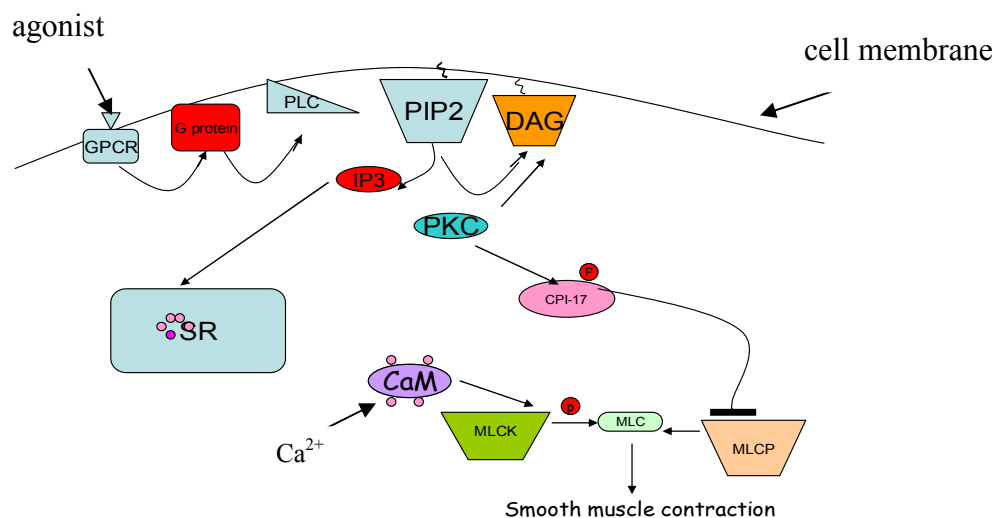 agonist
cell membrane
PLC
PIP2
DAG
G protein
GPCR
IP3
PKC
P
CPI-17
SR
CaM
p
MLCK
MLC
MLCP
Ca2+
Smooth muscle contraction